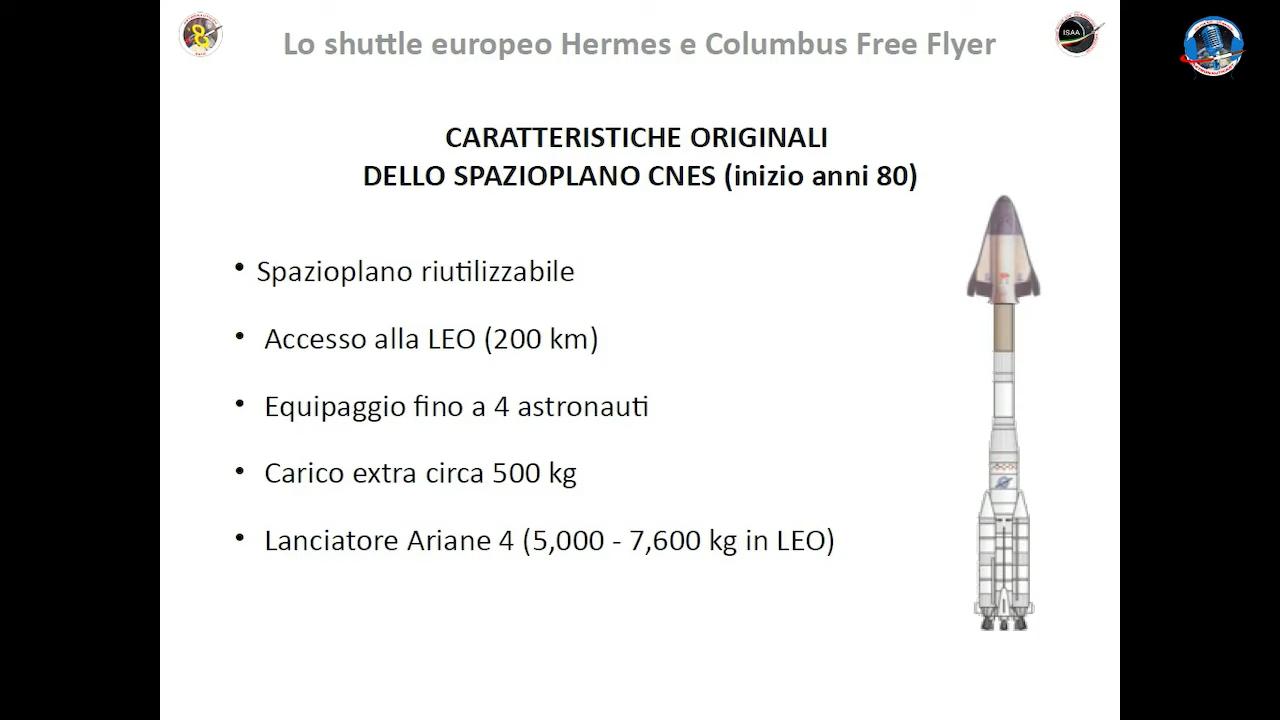 Lo shuttle europeo Hermes e Columbus Free Flyer
ISAA
CARATTERISTICHE ORIGINALI
DELLO SPAZIOPLANO CNES (inizio anni 80)
• Spazioplano riutilizzabile
• Accesso alla LEO (200 km)
• Equipaggio fino a 4 astronauti
• Carico extra circa 500 kg
• Lanciatore Ariane 4 (5,000 - 7,600 kg in LEO)